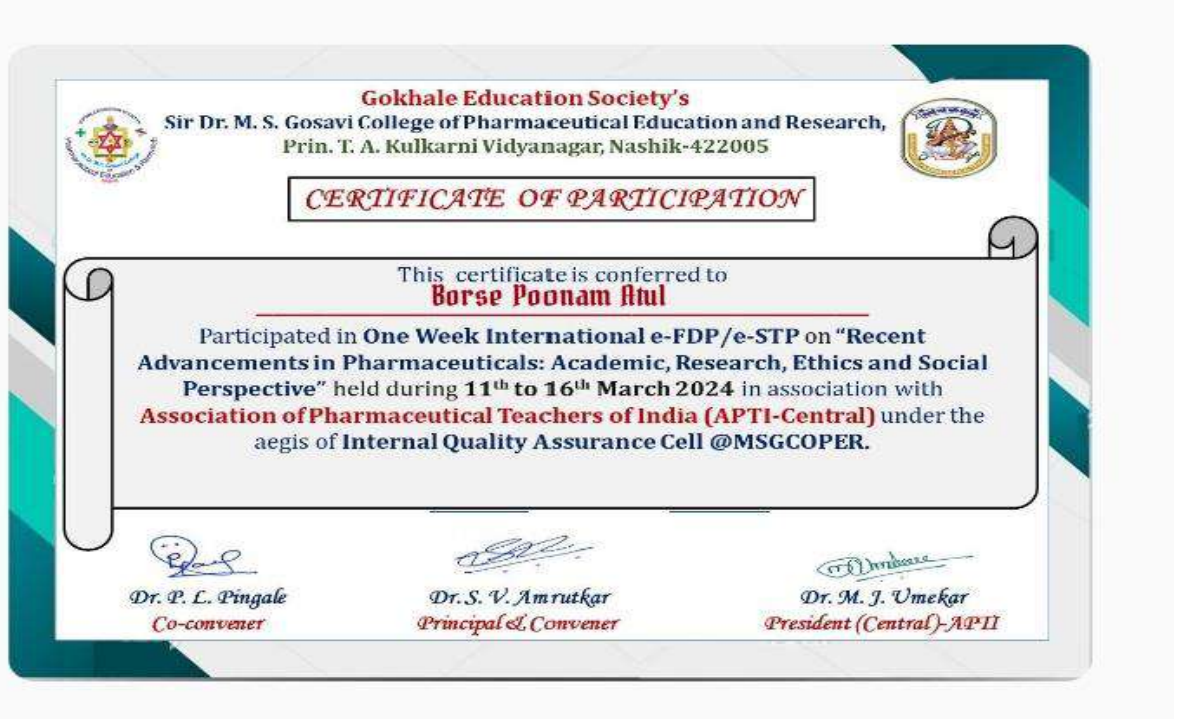 Gokhale Education Society's
Sir Dr. M. S. Gosavi College of Pharmaceutical Education and Research,
Prin. T. A. Kulkarni Vidyanagar, Nashik-422005
CERTIFICATE OF PARTICIPATION
This certificate is conferred to
Borse Poonam Atul
Participated in One Week International e-FDP/e-STP on “Recent
Advancements in Pharmaceuticals: Academic, Research, Ethics and Social
Perspective” held during 11th to 16th March 2024 in association with
Association of Pharmaceutical Teachers of India (APTI-Central) under the
aegis of Internal Quality Assurance Cell @MSGCOPER.
Dr. P. L. Pingale
Co-convener
Dr. S. V. Amrutkar
Principal & Convener
Dr. M. J. Umekar
President (Central)-APTI